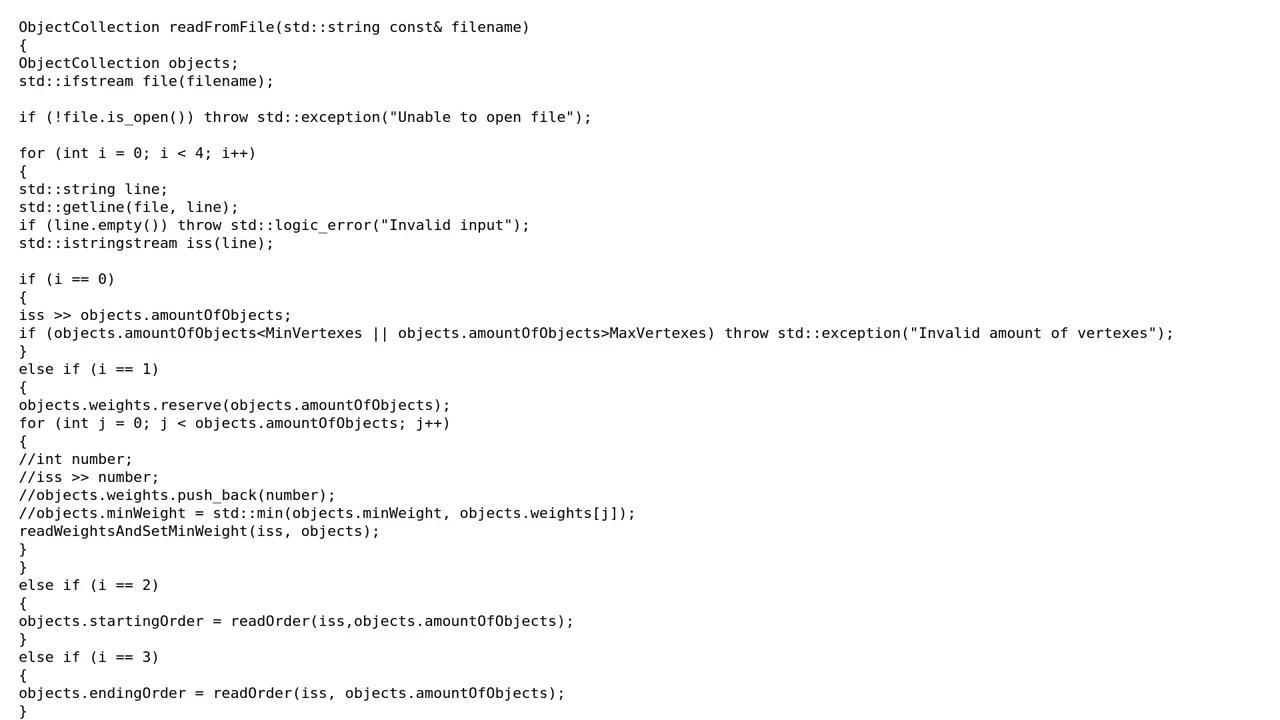 ObjectCollection readFromFile(std::string const& filename)
{
ObjectCollection objects;
std::ifstream file(filename);
if (!file.is_open()) throw std::exception("Unable to open file");
for (int i = 0; i < 4; i++)
{
std::string line;
std::getline(file, line);
if (line.empty()) throw std::logic_error("Invalid input");
std::istringstream iss(line);
if (i == 0)
{
iss >> objects.amountOfObjects;
if (objects.amountOfObjects<MinVertexes || objects.amountOfObjects>MaxVertexes) throw std::exception("Invalid amount of vertexes");
}
else if (i == 1)
{
objects.weights.reserve(objects.amountOfObjects);
for (int j = 0; j < objects.amountOfObjects; j++)
{
//int number;
//iss >> number;
//objects.weights.push_back(number);
//objects.minWeight = std::min(objects.minWeight, objects.weights[j]);
readWeightsAndSetMinWeight(iss, objects);
}
}
else if (i == 2)
{
objects.startingOrder = readOrder(iss,objects.amountOfObjects);
}
else if (i == 3)
{
objects.endingOrder = readOrder(iss, objects.amountOfObjects);
}